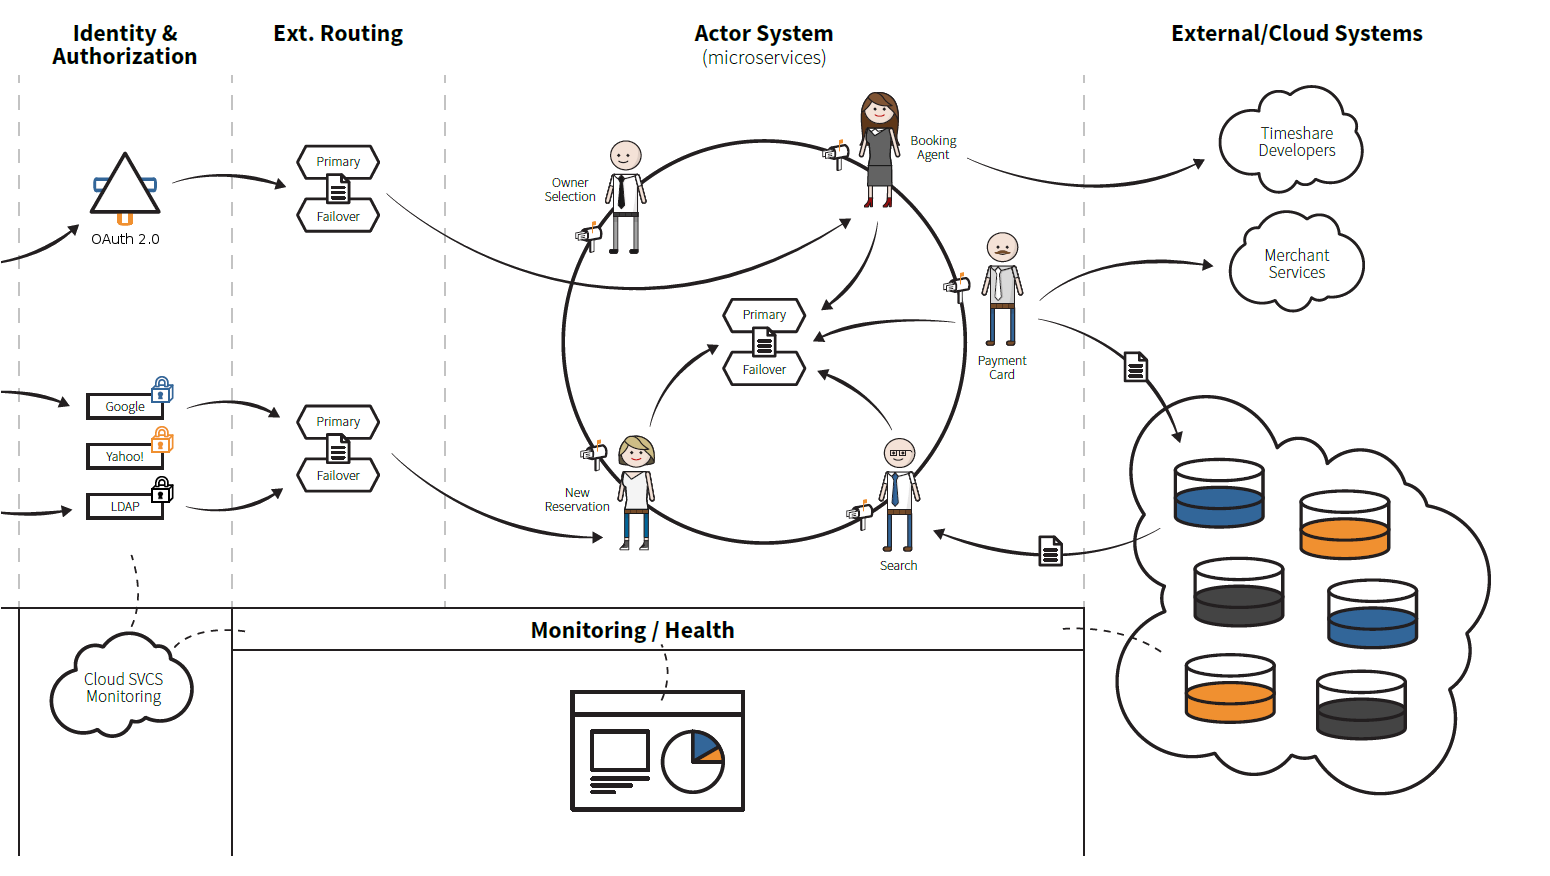 Identity &
Authorization
Ext. Routing
Actor System
(microservices)
External/Cloud Systems
OAuth 2.0
Primary
Failover
Owner
Selection
Booking
Agent
Timeshare
Developers
Merchant
Services
Primary
Failover
Payment
Card
Google
Yahoo!
LDAP
Primary
Failover
New
Reservation
Search
Monitoring / Health
Cloud SVCS
Monitoring